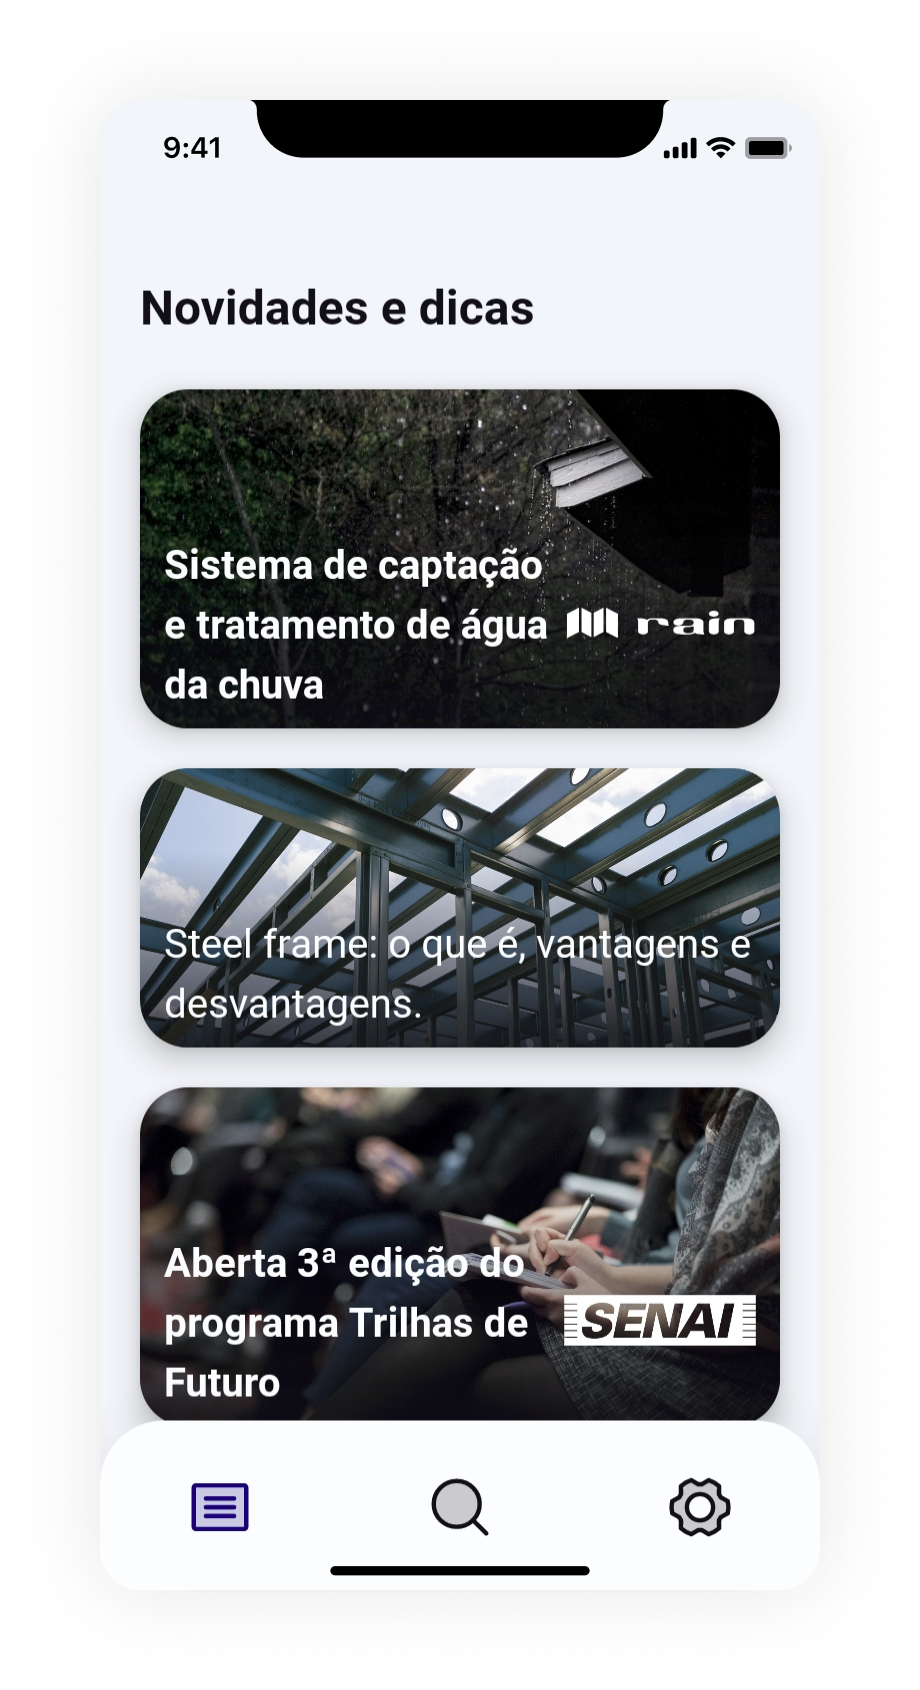 9:41
Novidades e dicas
Sistema de captação
e tratamento de água
da chuva
rain
Steel frame: o que é, vantagens e
desvantagens.
Aberta 3ª edição do
programa Trilhas de
Futuro
SENAI